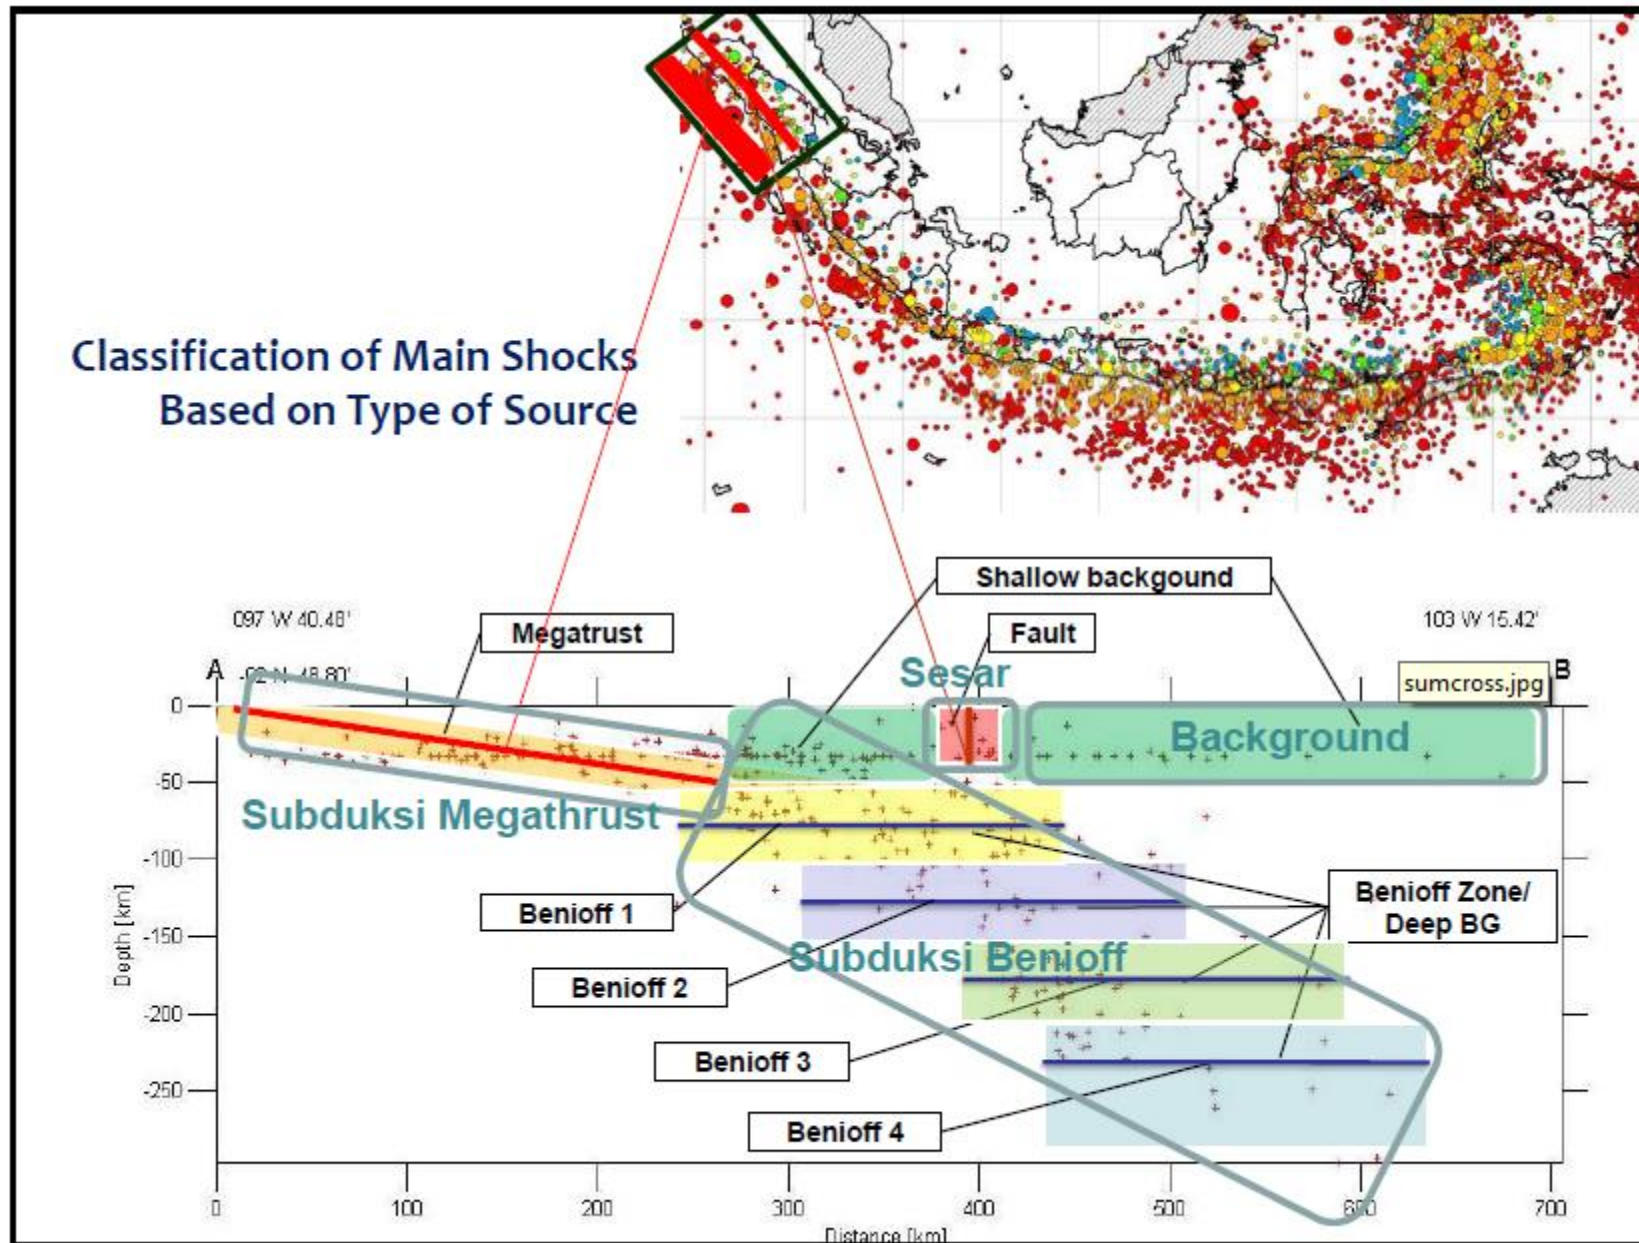 Classification of Main Shocks
Based on Type of Source
Shallow backgound
097 W 40.48'
Megatrust
Fault
103 W 15.42'
A
-02 N 48.80'
Sesar
sumcross.jpg
B
0
Background
-50
Subduksi Megathrust
-100
Benioff 1
Benioff Zone/
Deep BG
-150
Subduksi Benioff
Benioff 2
-200
Benioff 3
-250
Benioff 4
Depth [km]
0 100 200 300 400 500 600 700
Distance [km]